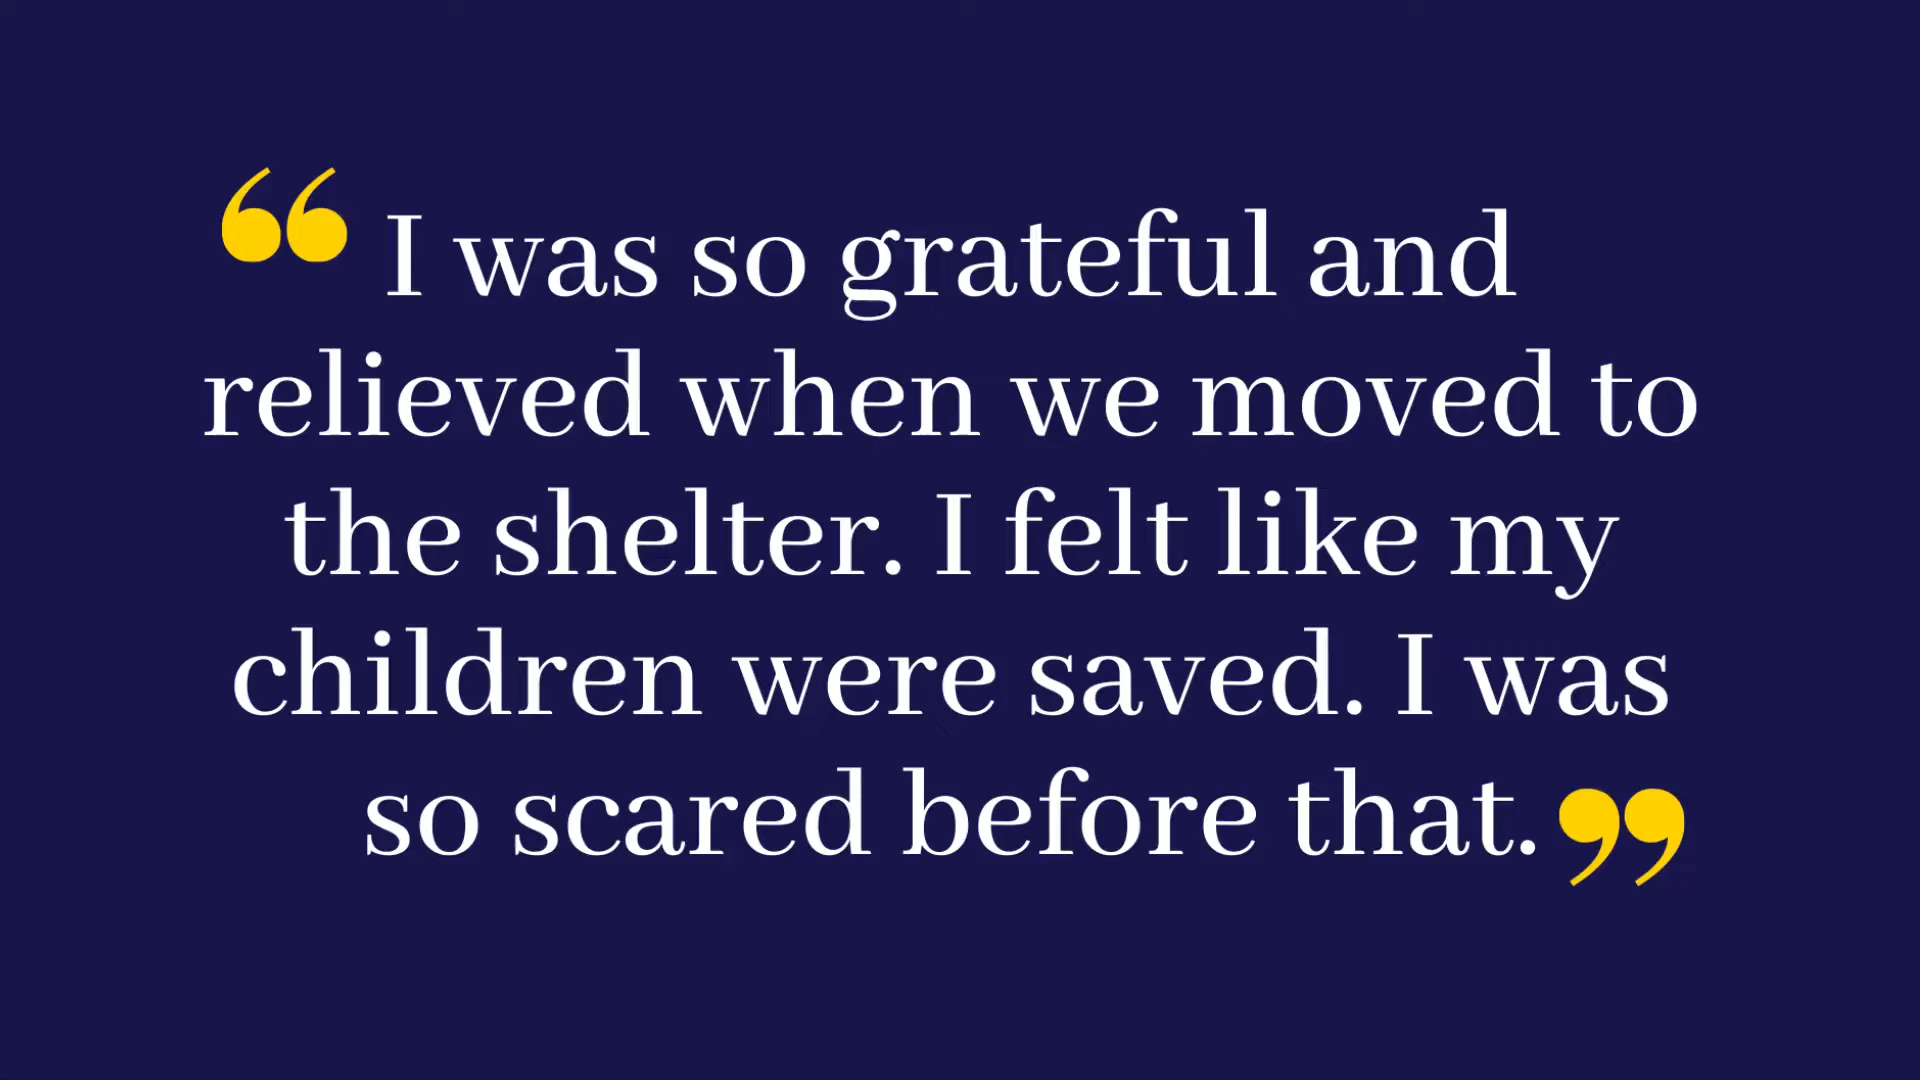 “ I was so grateful and
relieved when we moved to
the shelter. I felt like my
children were saved. I was
so scared before that. ”